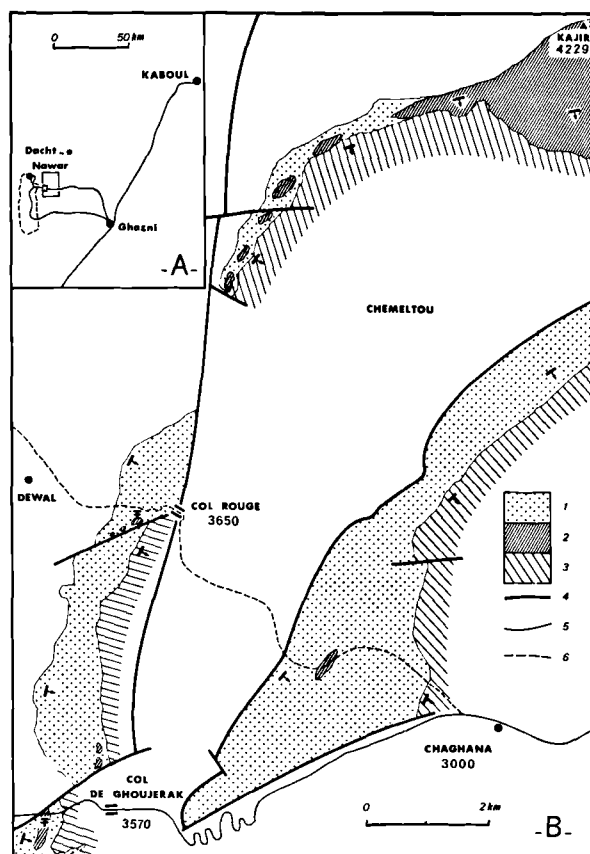 0 50 km
KABOUL
Dacht
Nawar
Ghazni
-A-
KAJIR
4229
CHEMELTOU
DEWAL
COL ROUGE
3650
1
2
3
4
5
6
COL
DE GHOUJERAK
3570
CHAGHANA
3000
0 2 km
-B-